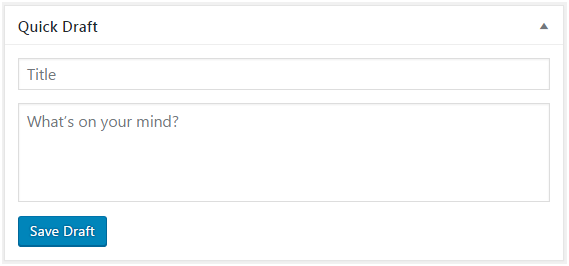 Quick Draft
Title
What's on your mind?
Save Draft